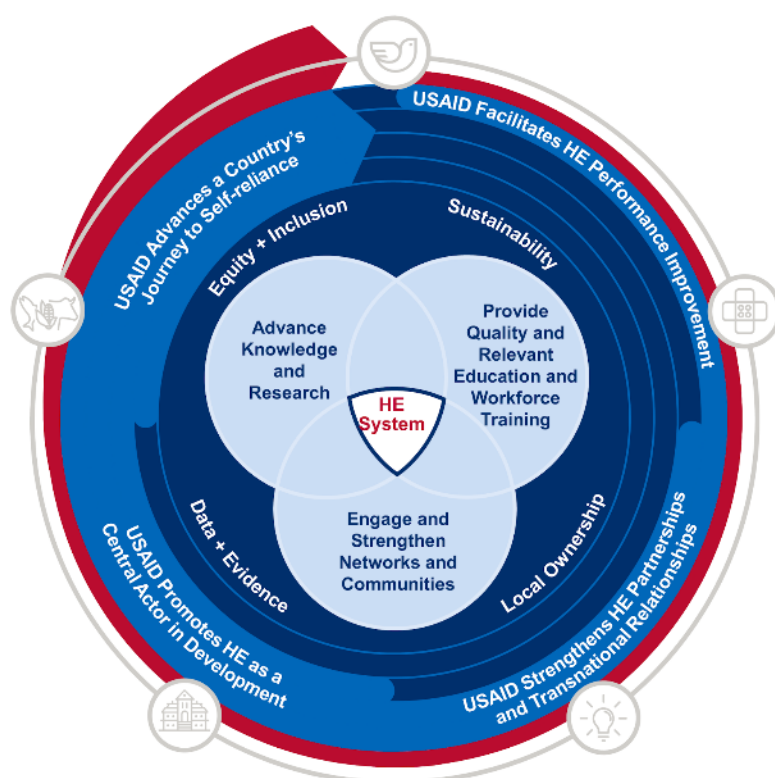 USAID Facilitates HE Performance Improvement
USAID Advances a Country's
Journey to Self-reliance
Equity + Inclusion
Sustainability
Advance
Knowledge
and
Research
Provide
Quality and
Relevant
Education and
Workforce
Training
HE
System
Engage and
Strengthen
Networks and
Communities
Data + Evidence
Local Ownership
USAID Promotes HE as a
Central Actor in Development
USAID Strengthens HE Partnerships
and Transnational Relationships